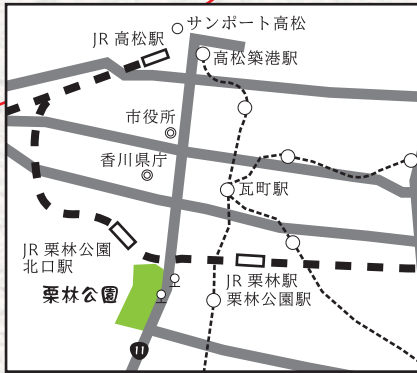 サンポート高松
JR 高松駅
高松築港駅
市役所
香川県庁
瓦町駅
JR 栗林公園
北口駅
JR 栗林駅
栗林公園駅
栗林公園